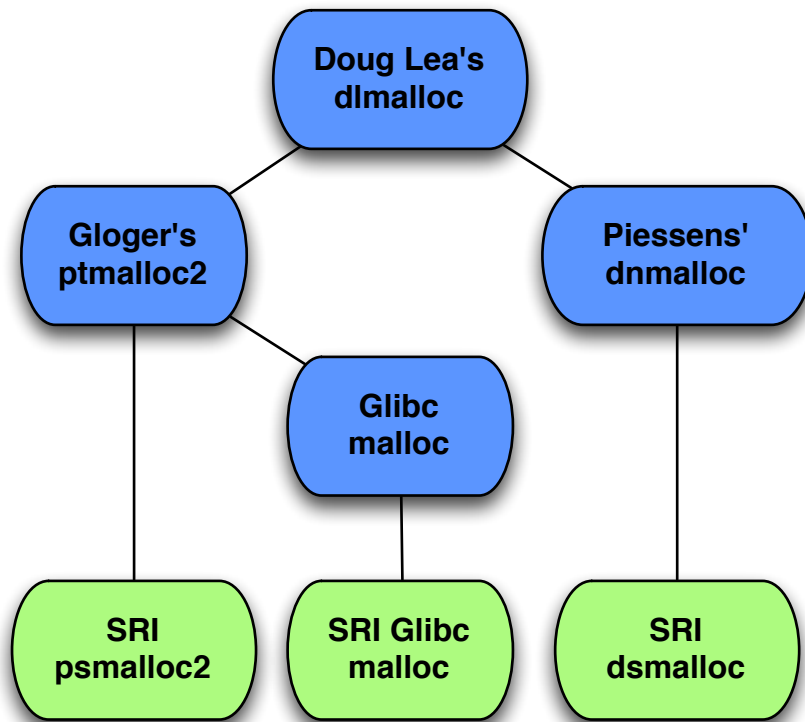 Doug Lea's
dlmalloc
Gloger's
ptmalloc2
Piessens'
dnmalloc
Glibc
malloc
SRI
psmalloc2
SRI Glibc
malloc
SRI
dsmalloc